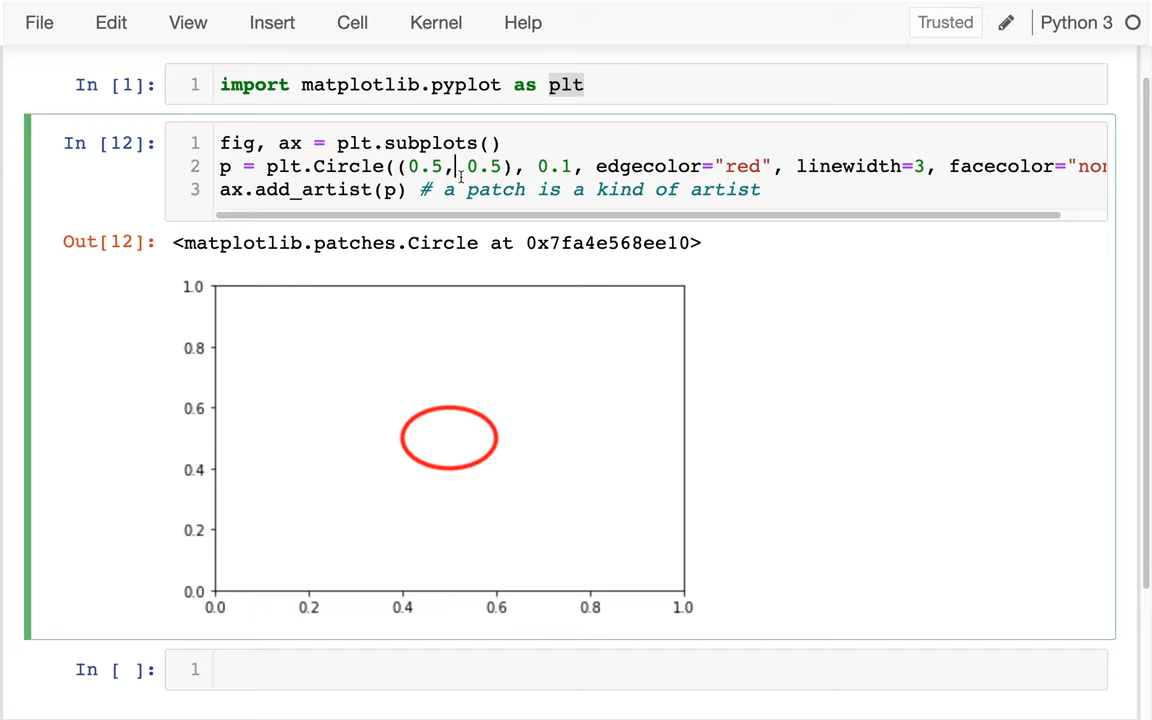 File Edit View Insert Cell Kernel Help Trusted Python 3
In [1]: 1 import matplotlib.pyplot as plt
In [12]: 1 fig, ax = plt.subplots()
2 p = plt.Circle((0.5, 0.5), 0.1, edgecolor="red", linewidth=3, facecolor="nor
3 ax.add_artist(p) # a patch is a kind of artist
Out[12]: <matplotlib.patches.Circle at 0x7fa4e568ee10>
1.0
0.8
0.6
0.4
0.2
0.0
0.0 0.2 0.4 0.6 0.8 1.0
In [ ]: 1